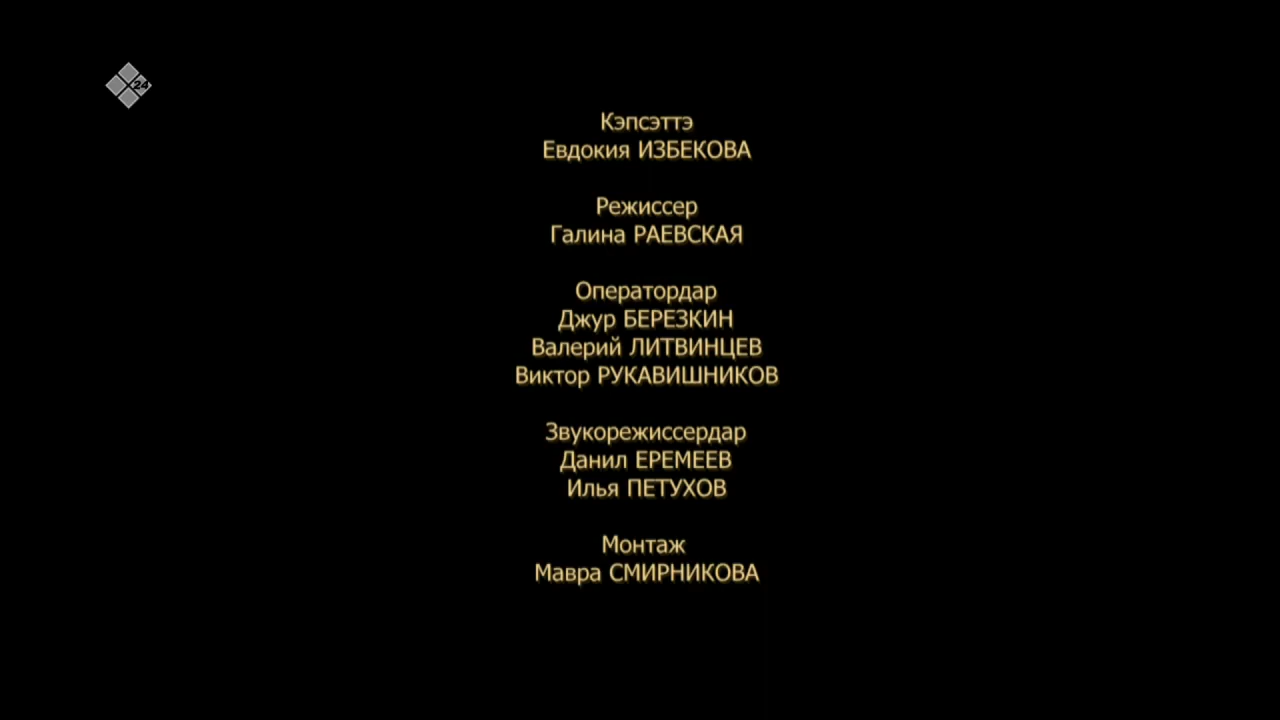 x24
Кэпсэттэ
Евдокия ИЗБЕКОВА
Режиссер
Галина РАЕВСКАЯ
Оператордар
Джур БЕРЕЗКИН
Валерий ЛИТВИНЦЕВ
Виктор РУКАВИШНИКОВ
Звукорежиссердар
Данил ЕРЕМЕЕВ
Илья ПЕТУХОВ
Монтаж
Мавра СМИРНИКОВА